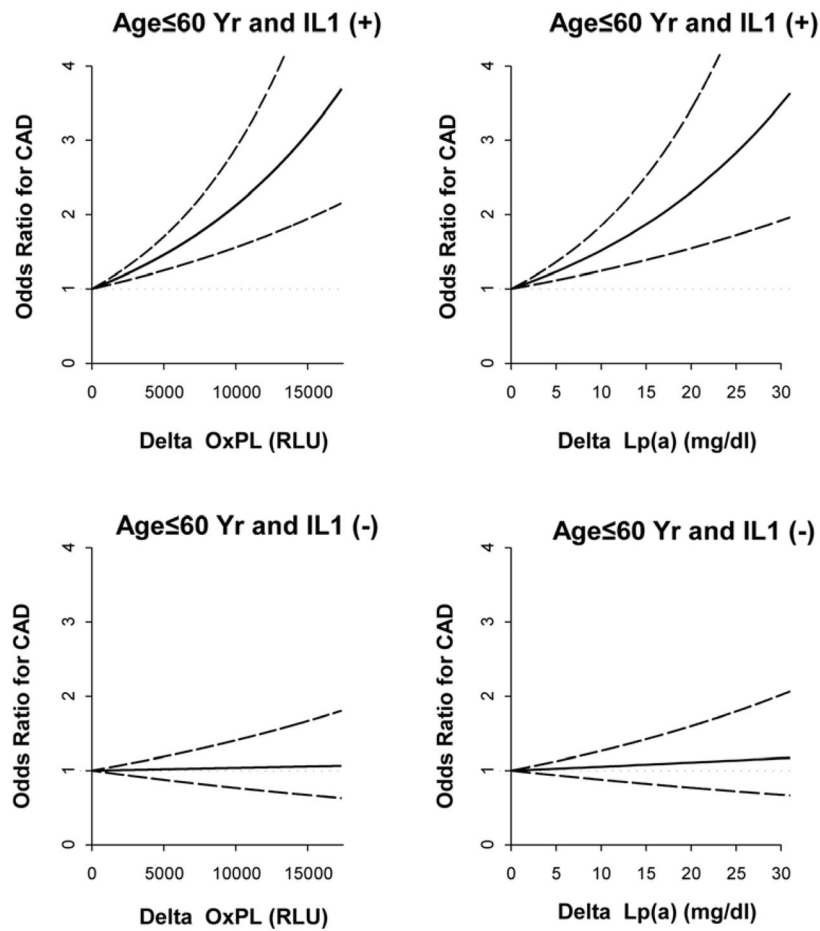 Age≤60 Yr and IL1 (+)
Odds Ratio for CAD
4
3
2
1
0
0 5000 10000 15000
Delta OxPL (RLU)
Age≤60 Yr and IL1 (+)
Odds Ratio for CAD
4
3
2
1
0
0 5 10 15 20 25 30
Delta Lp(a) (mg/dl)
Age≤60 Yr and IL1 (-)
Odds Ratio for CAD
4
3
2
1
0
0 5000 10000 15000
Delta OxPL (RLU)
Age≤60 Yr and IL1 (-)
Odds Ratio for CAD
4
3
2
1
0
0 5 10 15 20 25 30
Delta Lp(a) (mg/dl)